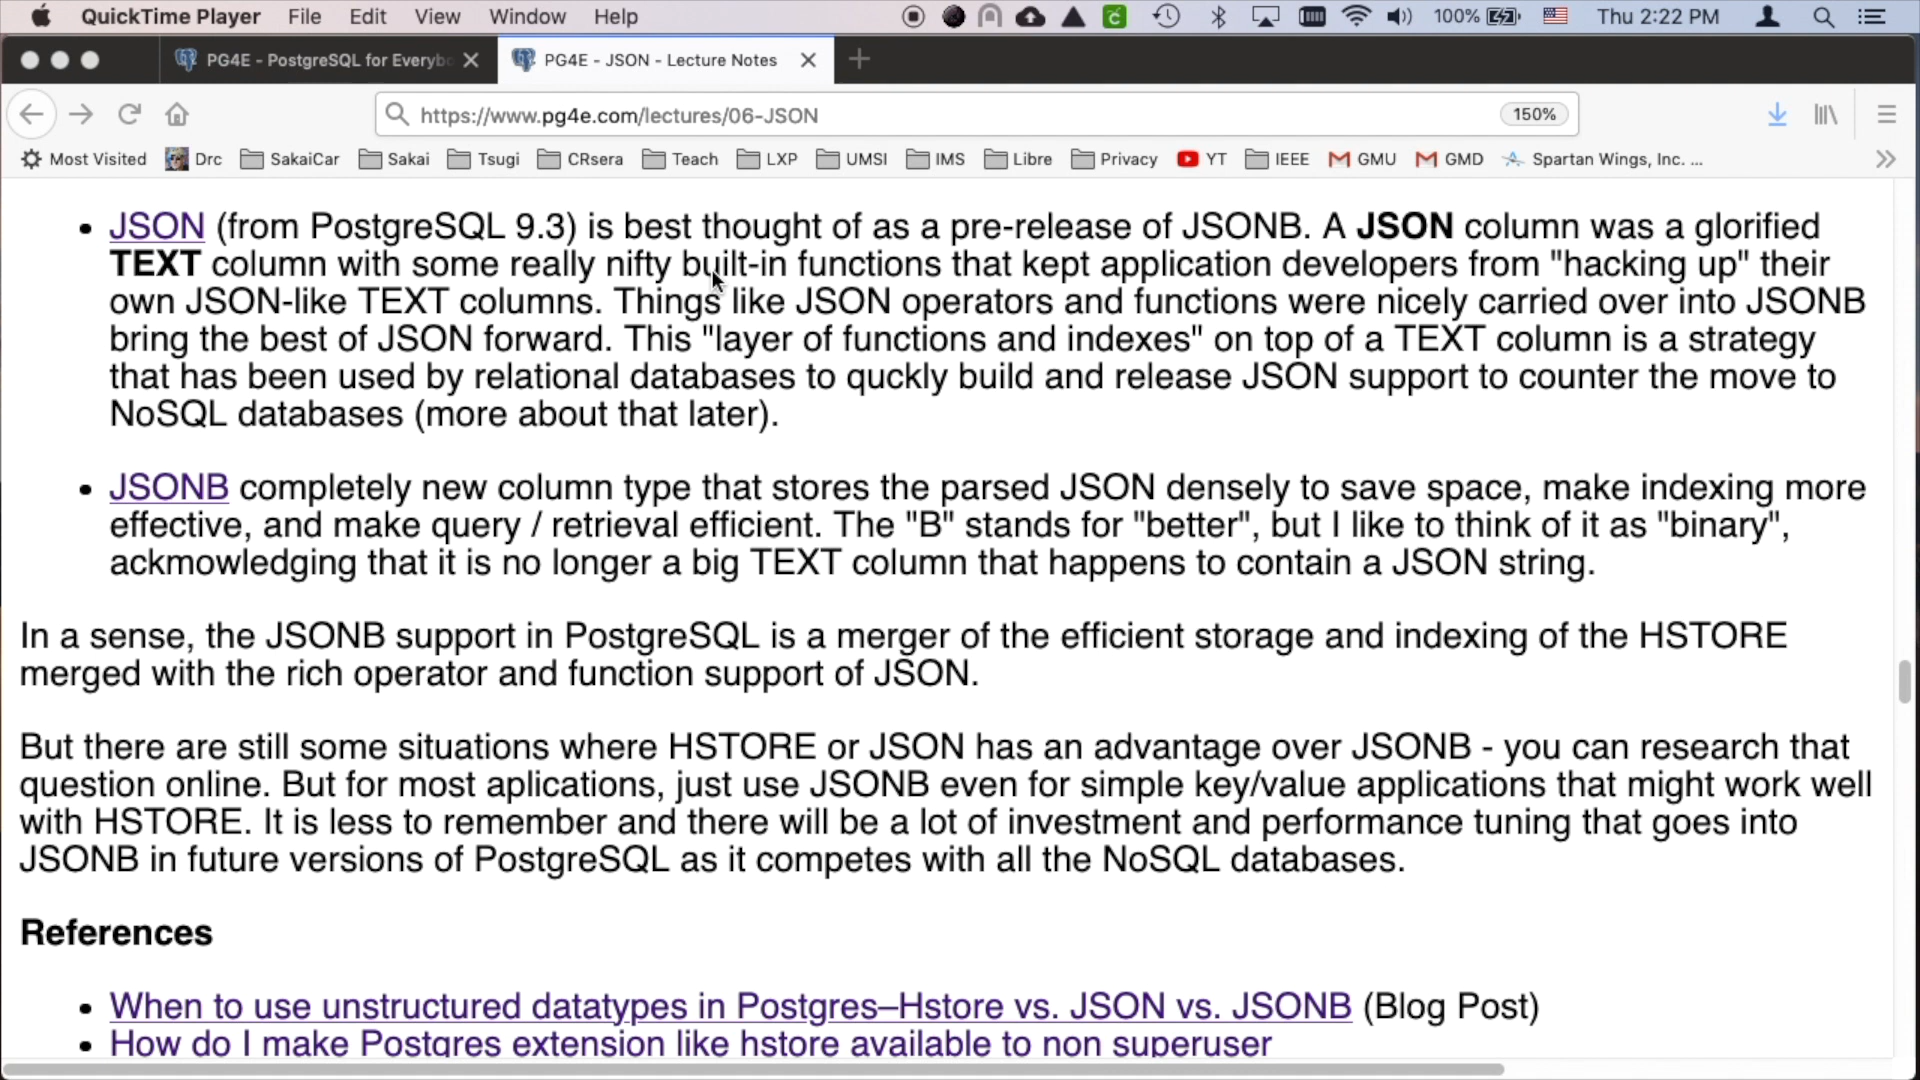 QuickTime Player File Edit View Window Help 100% Thu 2:22 PM
PG4E - PostgreSQL for Everybo PG4E - JSON - Lecture Notes
https://www.pg4e.com/lectures/06-JSON 150%
Most Visited Drc SakaiCar Sakai Tsugi CRsera Teach LXP UMSI IMS Libre Privacy YT IEEE GMU GMD Spartan Wings, Inc. ...
• JSON (from PostgreSQL 9.3) is best thought of as a pre-release of JSONB. A JSON column was a glorified
TEXT column with some really nifty built-in functions that kept application developers from "hacking up" their
own JSON-like TEXT columns. Things like JSON operators and functions were nicely carried over into JSONB
bring the best of JSON forward. This "layer of functions and indexes" on top of a TEXT column is a strategy
that has been used by relational databases to quckly build and release JSON support to counter the move to
NoSQL databases (more about that later).
• JSONB completely new column type that stores the parsed JSON densely to save space, make indexing more
effective, and make query / retrieval efficient. The "B" stands for "better", but I like to think of it as "binary",
ackmowledging that it is no longer a big TEXT column that happens to contain a JSON string.
In a sense, the JSONB support in PostgreSQL is a merger of the efficient storage and indexing of the HSTORE
merged with the rich operator and function support of JSON.
But there are still some situations where HSTORE or JSON has an advantage over JSONB - you can research that
question online. But for most aplications, just use JSONB even for simple key/value applications that might work well
with HSTORE. It is less to remember and there will be a lot of investment and performance tuning that goes into
JSONB in future versions of PostgreSQL as it competes with all the NoSQL databases.
References
• When to use unstructured datatypes in Postgres–Hstore vs. JSON vs. JSONB (Blog Post)
• How do I make Postgres extension like hstore available to non superuser